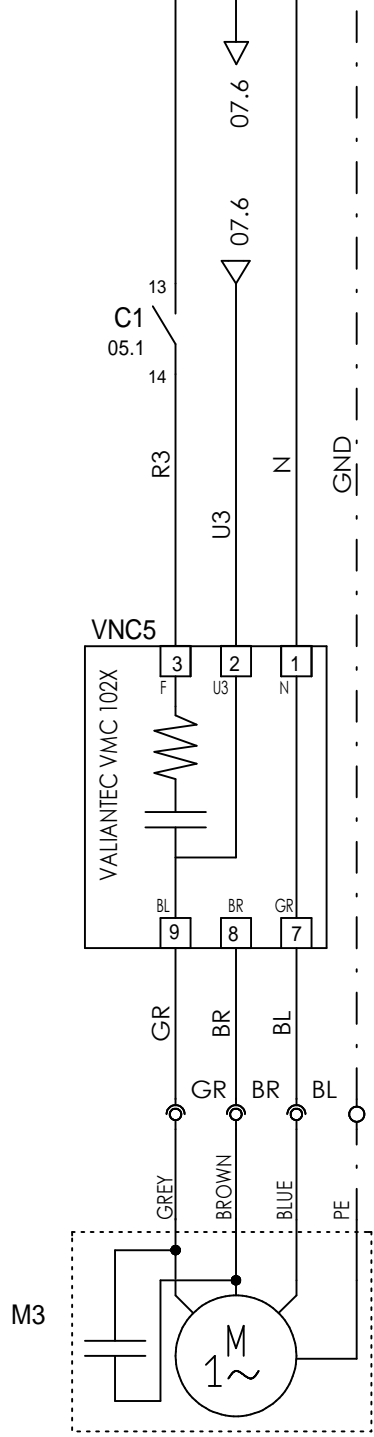 07.6
07.6
13
C1
05.1
14
R3
U3
N
GND
VNC5
3
2
1
F
U3
N
VALIANTEC VMC 102X
BL
BR
GR
9
8
7
GR
BR
BL
GR
BR
BL
GREY
BROWN
BLUE
PE
M3
M
1~